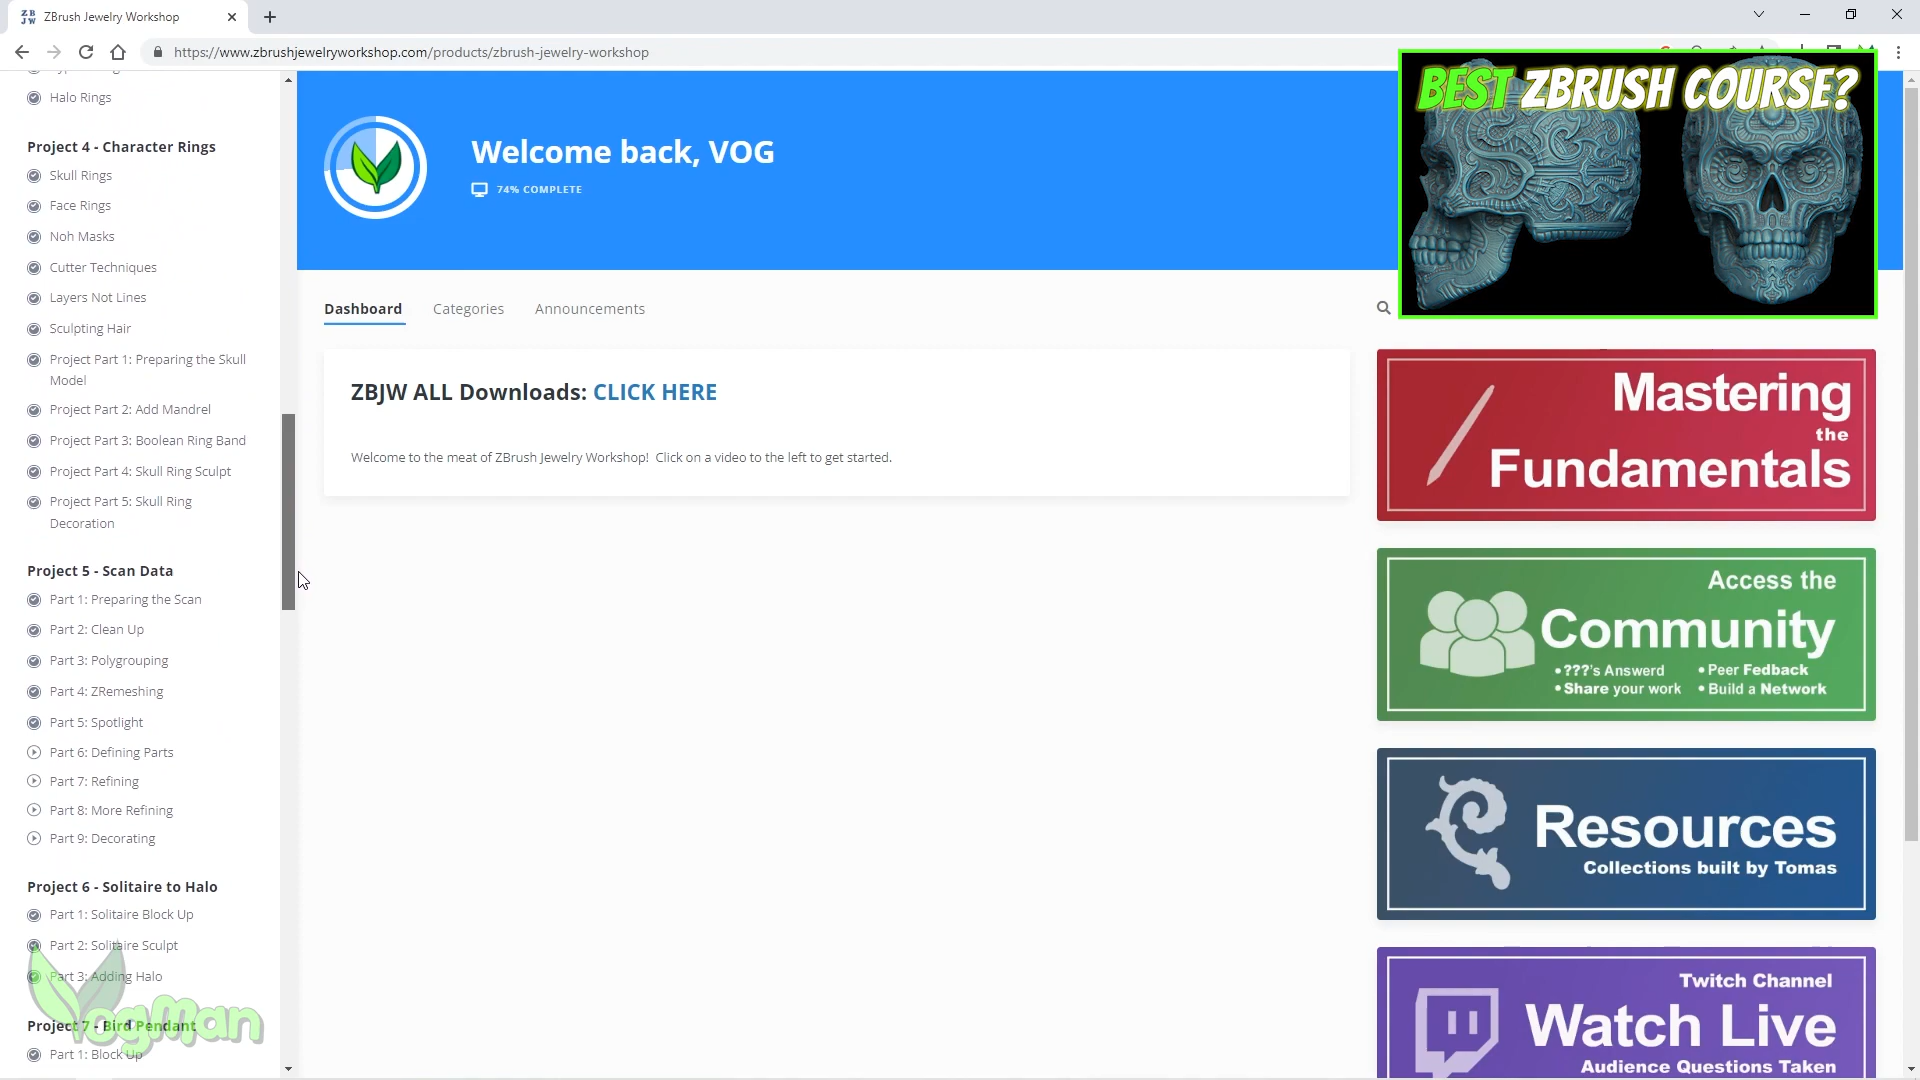 ZBrush Jewelry Workshop
https://www.zbrushjewelryworkshop.com/products/zbrush-jewelry-workshop
BEST ZBRUSH COURSE?
Halo Rings
Project 4 - Character Rings
Skull Rings
Face Rings
Noh Masks
Cutter Techniques
Layers Not Lines
Sculpting Hair
Project Part 1: Preparing the Skull
Model
Project Part 2: Add Mandrel
Project Part 3: Boolean Ring Band
Project Part 4: Skull Ring Sculpt
Project Part 5: Skull Ring
Decoration
Project 5 - Scan Data
Part 1: Preparing the Scan
Part 2: Clean Up
Part 3: Polygrouping
Part 4: ZRemeshing
Part 5: Spotlight
Part 6: Defining Parts
Part 7: Refining
Part 8: More Refining
Part 9: Decorating
Project 6 - Solitaire to Halo
Part 1: Solitaire Block Up
Part 2: Solitaire Sculpt
Part 3: Adding Halo
Project 7 - Bird Pendant
Part 1: Block Up
VogMan
Welcome back, VOG
74% COMPLETE
Dashboard
Categories
Announcements
ZBJW ALL Downloads: CLICK HERE
Welcome to the meat of ZBrush Jewelry Workshop! Click on a video to the left to get started.
Mastering
the
Fundamentals
Access the
Community
•???'s Answerd •Peer Fedback
•Share your work •Build a Network
Resources
Collections built by Tomas
Twitch Channel
Watch Live
Audience Questions Taken